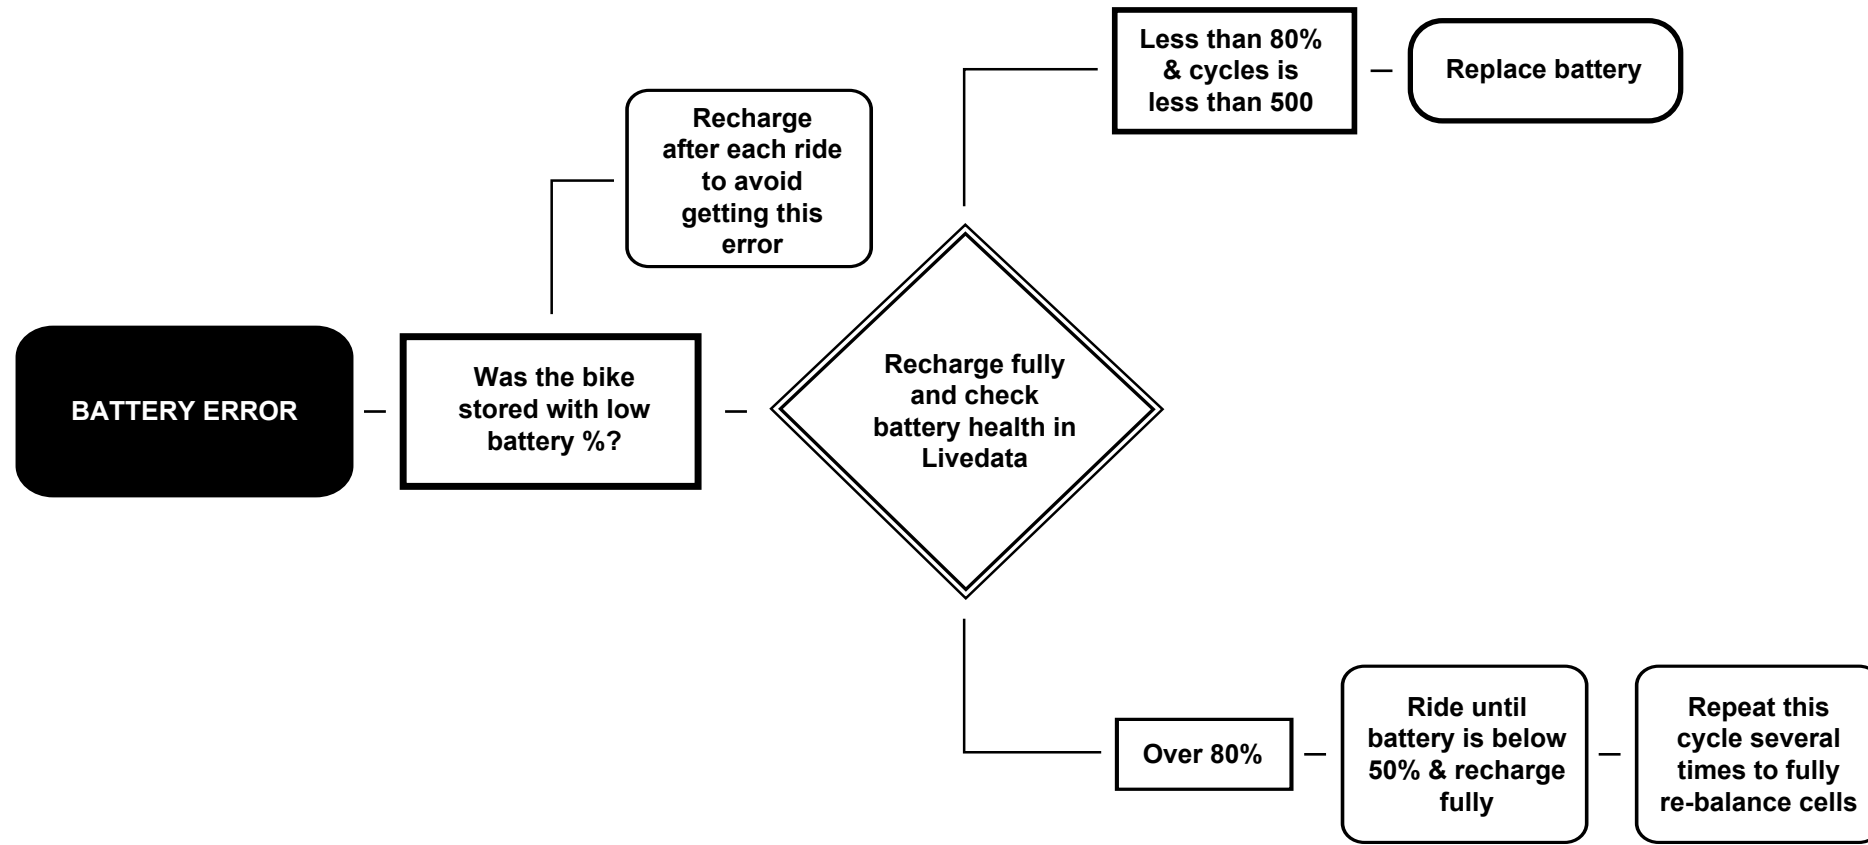 BATTERY ERROR
Was the bike
stored with low
battery %?
Recharge
after each ride
to avoid
getting this
error
Recharge fully
and check
battery health in
Livedata
Less than 80%
& cycles is
less than 500
Replace battery
Over 80%
Ride until
battery is below
50% & recharge
fully
Repeat this
cycle several
times to fully
re-balance cells